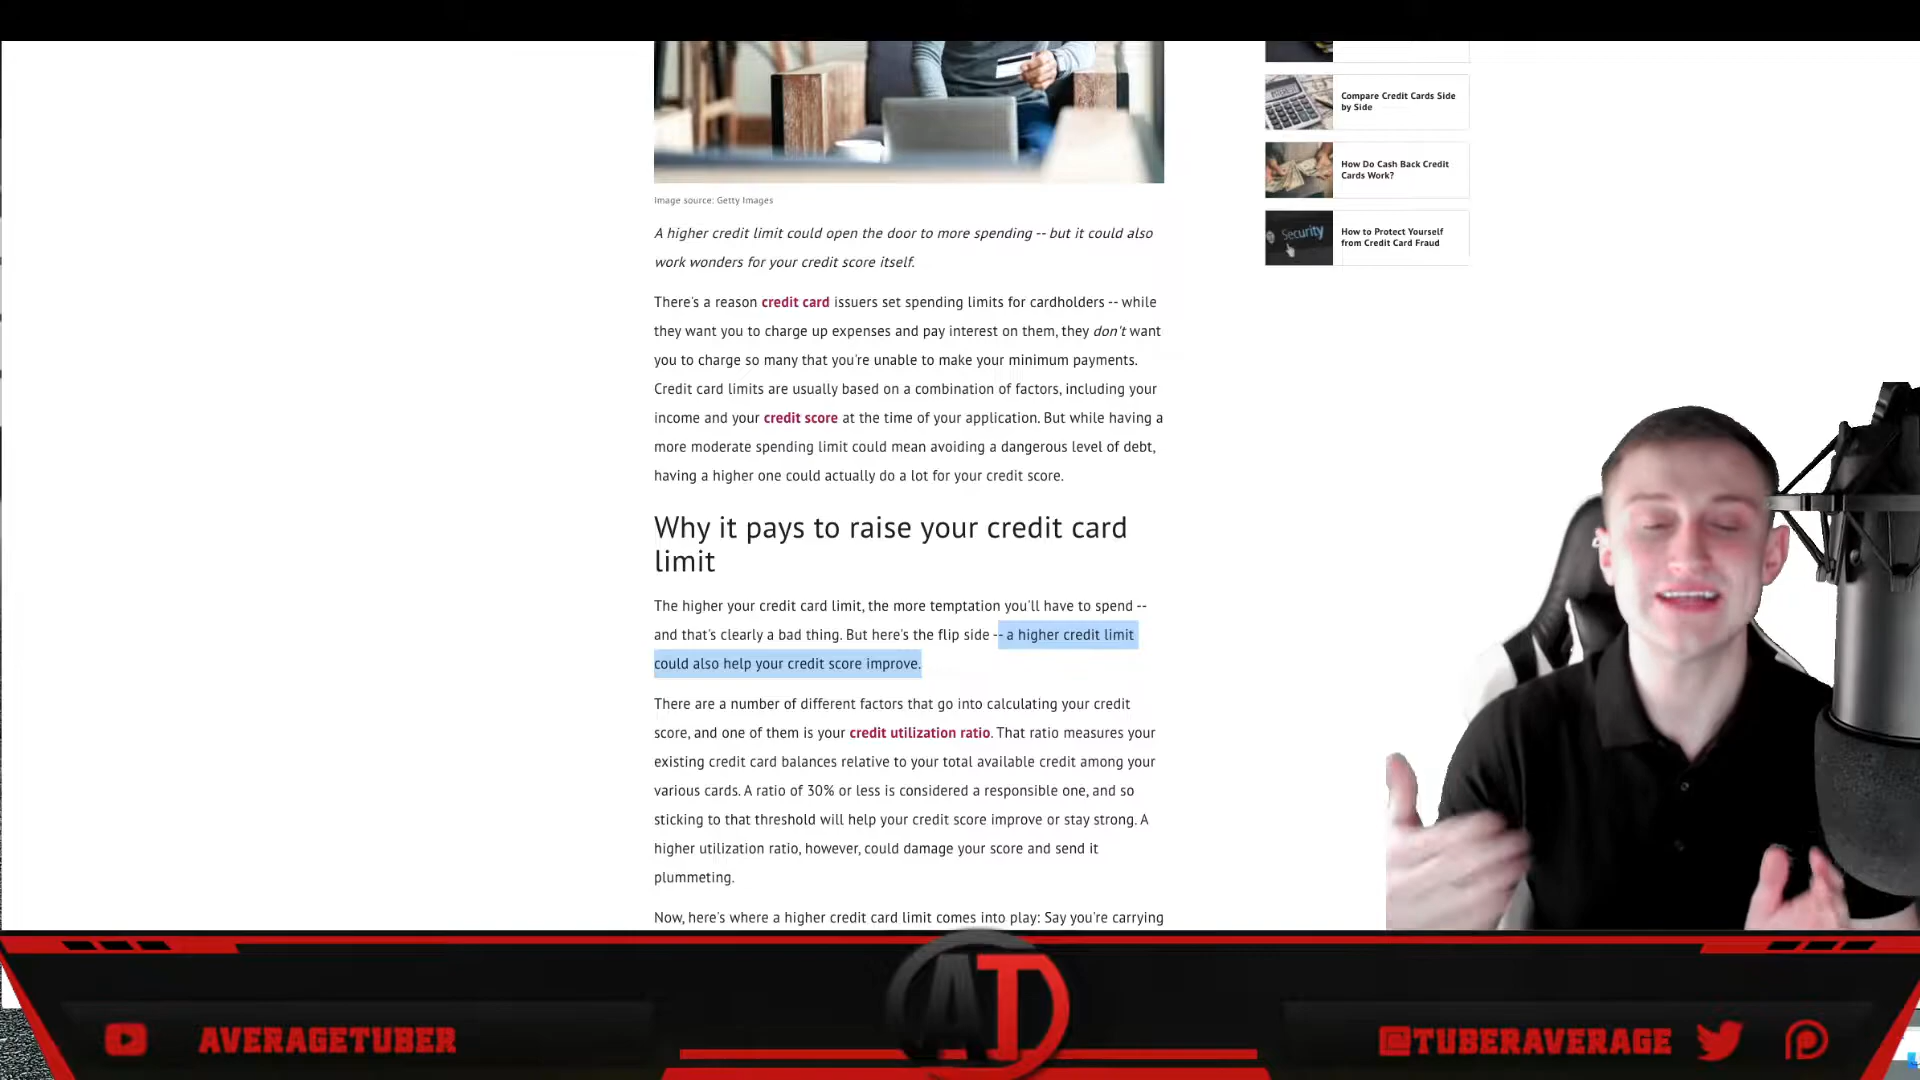 Image source: Getty Images
A higher credit limit could open the door to more spending -- but it could also
work wonders for your credit score itself.
There's a reason credit card issuers set spending limits for cardholders -- while
they want you to charge up expenses and pay interest on them, they don't want
you to charge so many that you're unable to make your minimum payments.
Credit card limits are usually based on a combination of factors, including your
income and your credit score at the time of your application. But while having a
more moderate spending limit could mean avoiding a dangerous level of debt,
having a higher one could actually do a lot for your credit score.
Why it pays to raise your credit card
limit
The higher your credit card limit, the more temptation you'll have to spend --
and that's clearly a bad thing. But here's the flip side -- a higher credit limit
could also help your credit score improve.
There are a number of different factors that go into calculating your credit
score, and one of them is your credit utilization ratio. That ratio measures your
existing credit card balances relative to your total available credit among your
various cards. A ratio of 30% or less is considered a responsible one, and so
sticking to that threshold will help your credit score improve or stay strong. A
higher utilization ratio, however, could damage your score and send it
plummeting.
Now, here's where a higher credit card limit comes into play: Say you're carrying
Compare Credit Cards Side
by Side
How Do Cash Back Credit
Cards Work?
Security
How to Protect Yourself
from Credit Card Fraud
AVERAGETUBER
AT
@TUBERAVERAGE